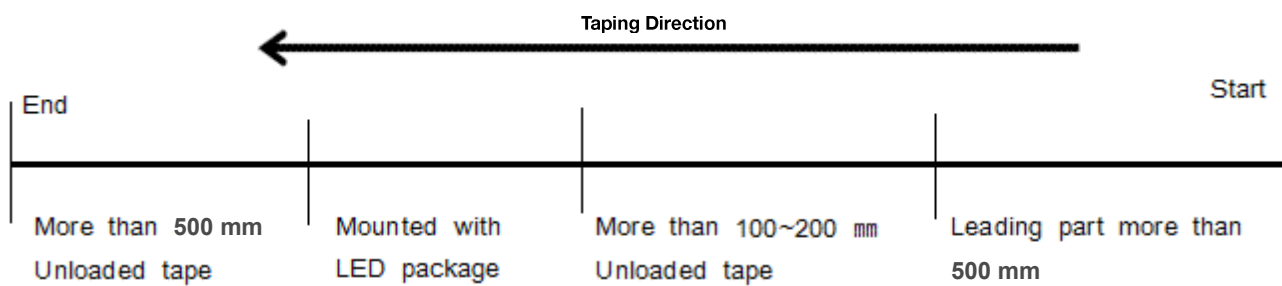 Taping Direction
Start
End
More than 500 mm
Unloaded tape
Mounted with
LED package
More than 100~200 mm
Unloaded tape
Leading part more than
500 mm